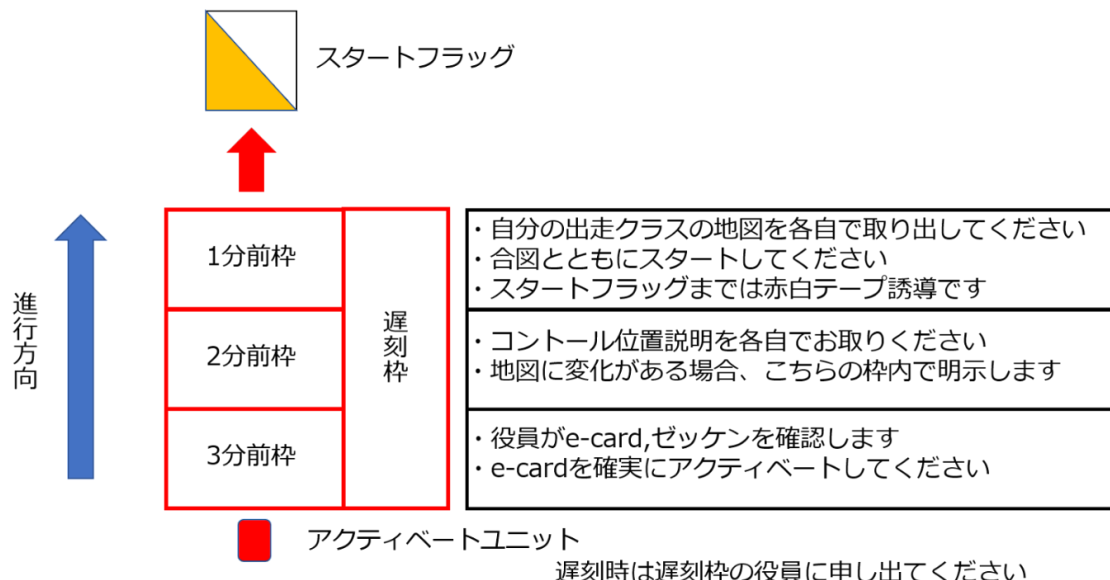 スタートフラッグ
進行方向
1分前枠
2分前枠
3分前枠
遅刻枠
・自分の出走クラスの地図を各自で取り出してください
・合図とともにスタートしてください
・スタートフラッグまでは赤白テープ誘導です
・コントロール位置説明を各自でお取りください
・地図に変化がある場合、こちらの枠内で明示します
・役員がe-card,ゼッケンを確認します
・e-cardを確実にアクティベートしてください
アクティベートユニット
遅刻時は遅刻枠の役員に申し出てください